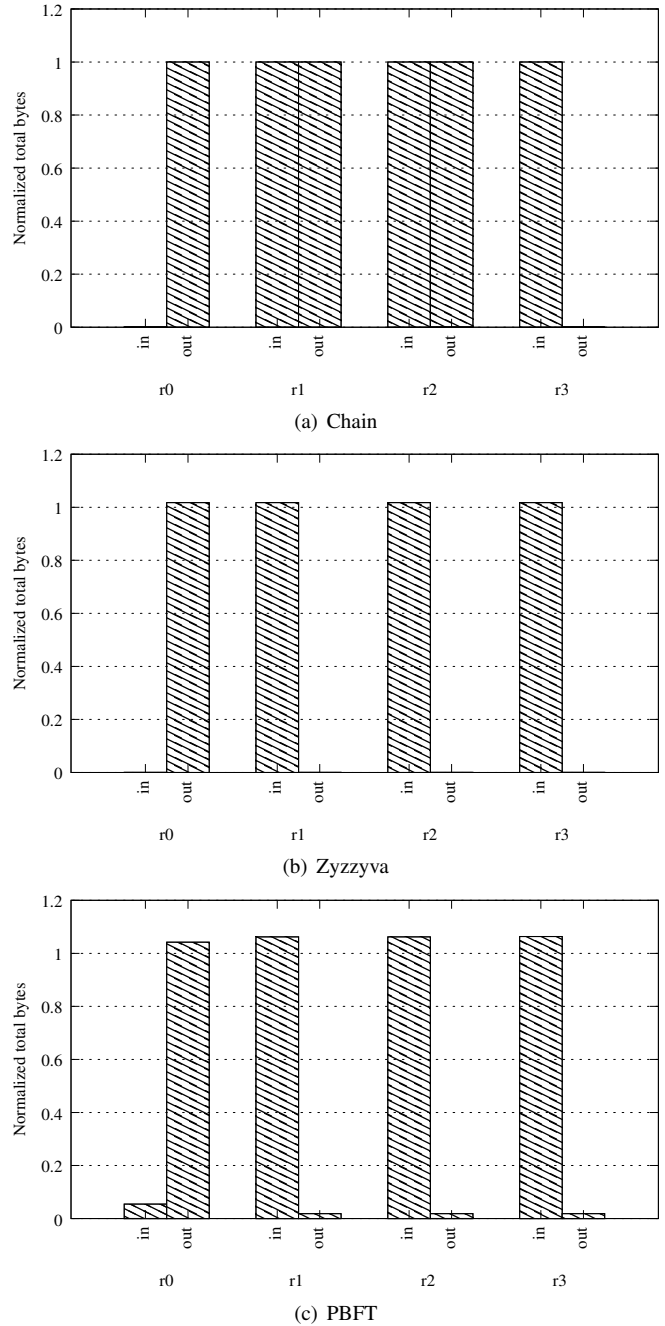 1.2
1
0.8
0.6
0.4
0.2
0
Normalized total bytes
in out in out in out in out
r0 r1 r2 r3
(a) Chain
1.2
1
0.8
0.6
0.4
0.2
0
Normalized total bytes
in out in out in out in out
r0 r1 r2 r3
(b) Zyzzyva
1.2
1
0.8
0.6
0.4
0.2
0
Normalized total bytes
in out in out in out in out
r0 r1 r2 r3
(c) PBFT